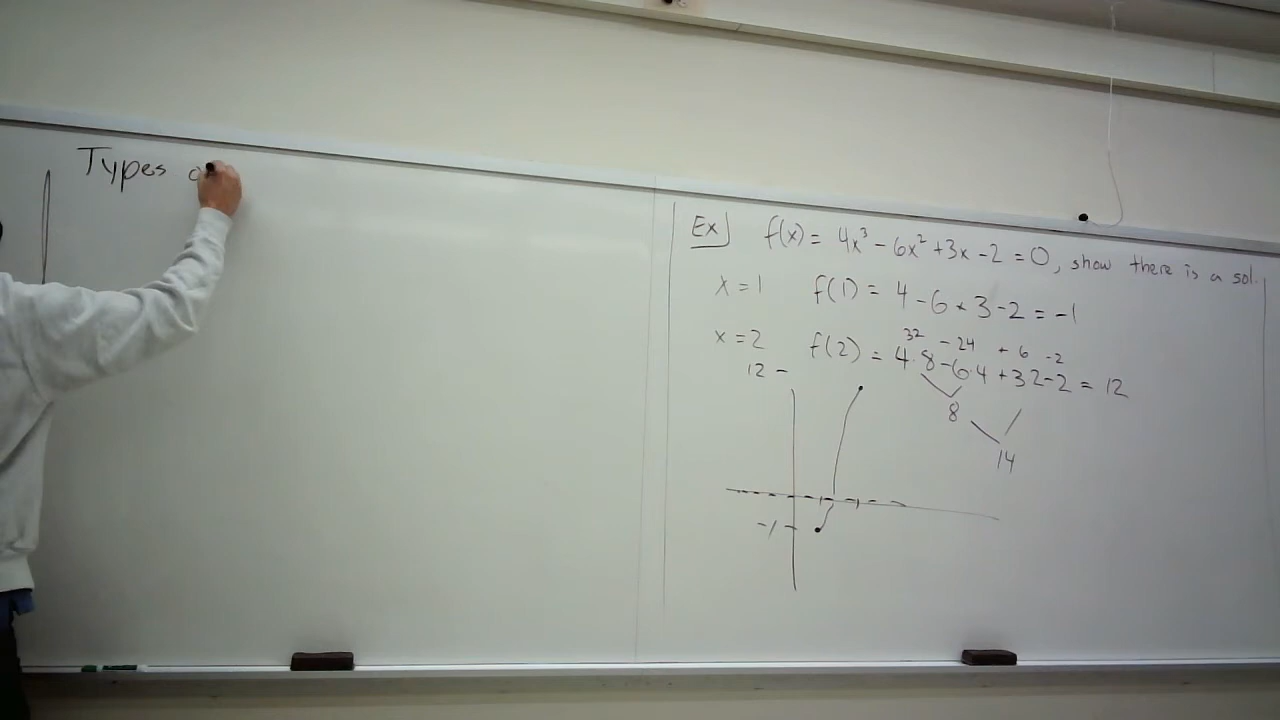 Types
Ex] f(x) = 4x³ - 6x² + 3x - 2 = 0, show there is a sol.
x = 1 f(1) = 4 - 6 + 3 - 2 = -1
32 - 24 + 6 - 2
x = 2 f(2) = 4·8 - 6·4 + 3·2 - 2 = 12
12
8
14
-1